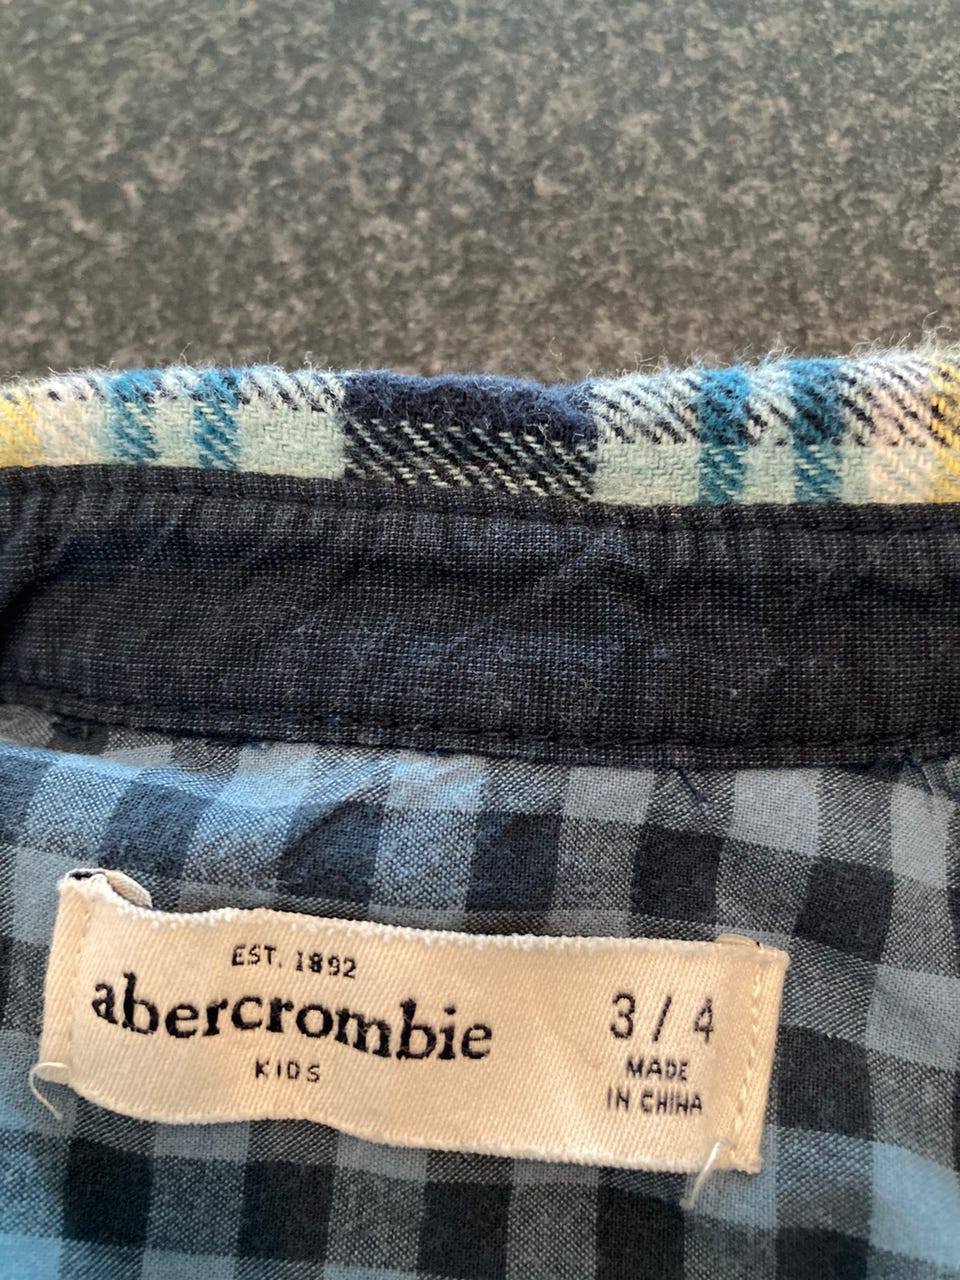 EST. 1892
abercrombie
KIDS
3 / 4
MADE
IN CHINA